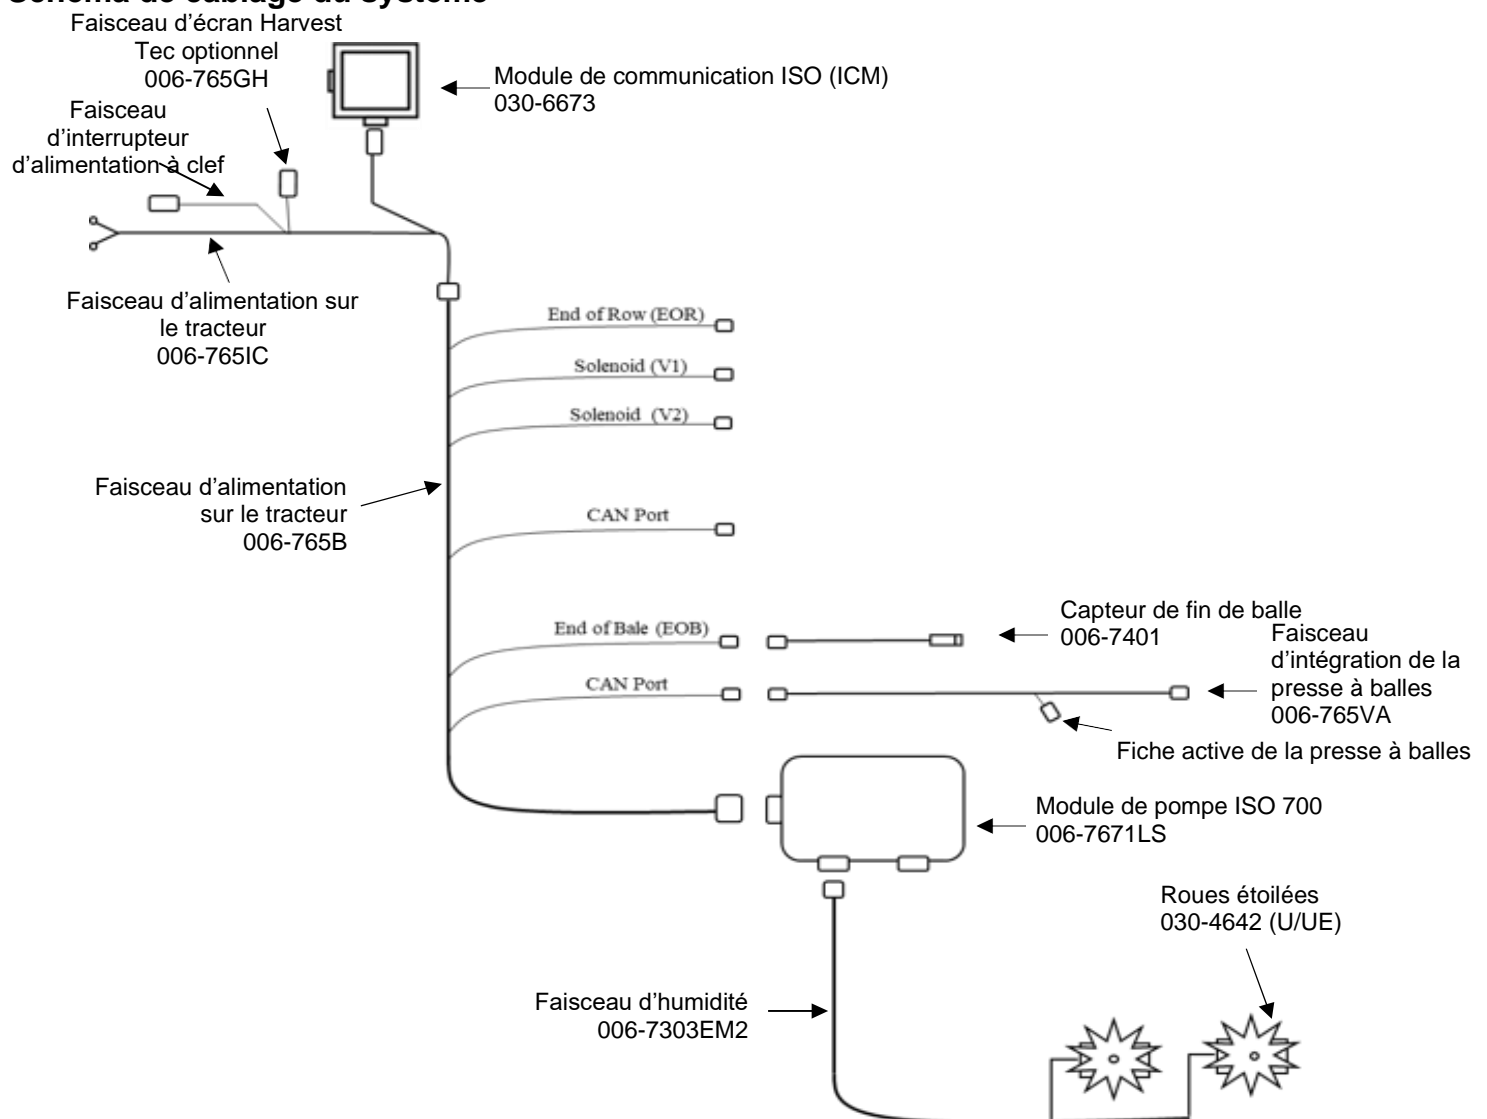 Schéma de câblage du système
Faisceau d'écran Harvest
Tec optionnel
006-765GH
Module de communication ISO (ICM)
030-6673
Faisceau
d'interrupteur
d'alimentation à clef
Faisceau d'alimentation sur
le tracteur
006-765IC
End of Row (EOR)
Solenoid (V1)
Solenoid (V2)
Faisceau d'alimentation
sur le tracteur
006-765B
CAN Port
End of Bale (EOB)
Capteur de fin de balle
006-7401
CAN Port
Faisceau
d'intégration de la
presse à balles
006-765VA
Fiche active de la presse à balles
Module de pompe ISO 700
006-7671LS
Roues étoilées
030-4642 (U/UE)
Faisceau d'humidité
006-7303EM2